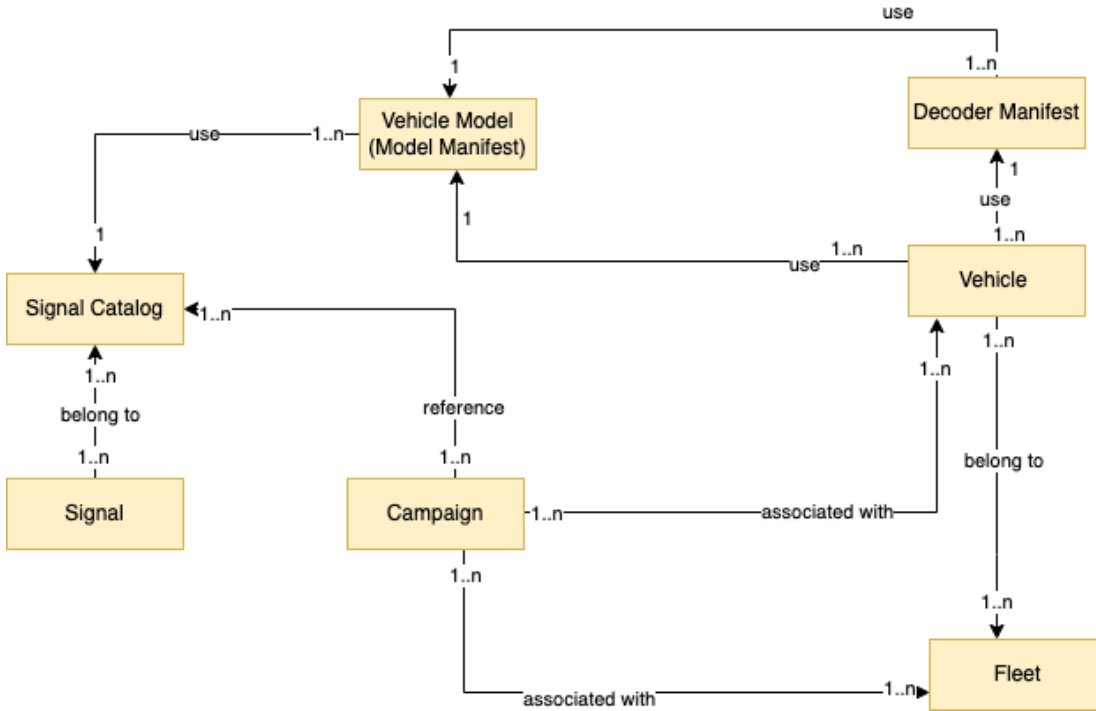 use
1
1..n
Vehicle Model
(Model Manifest)
Decoder Manifest
use
1..n
1
use
1..n
1
1
1..n
use
Vehicle
Signal Catalog
1..n
1..n
1..n
1..n
belong to
reference
1..n
1..n
belong to
Signal
Campaign
1..n
associated with
1..n
1..n
Fleet
associated with
1..n